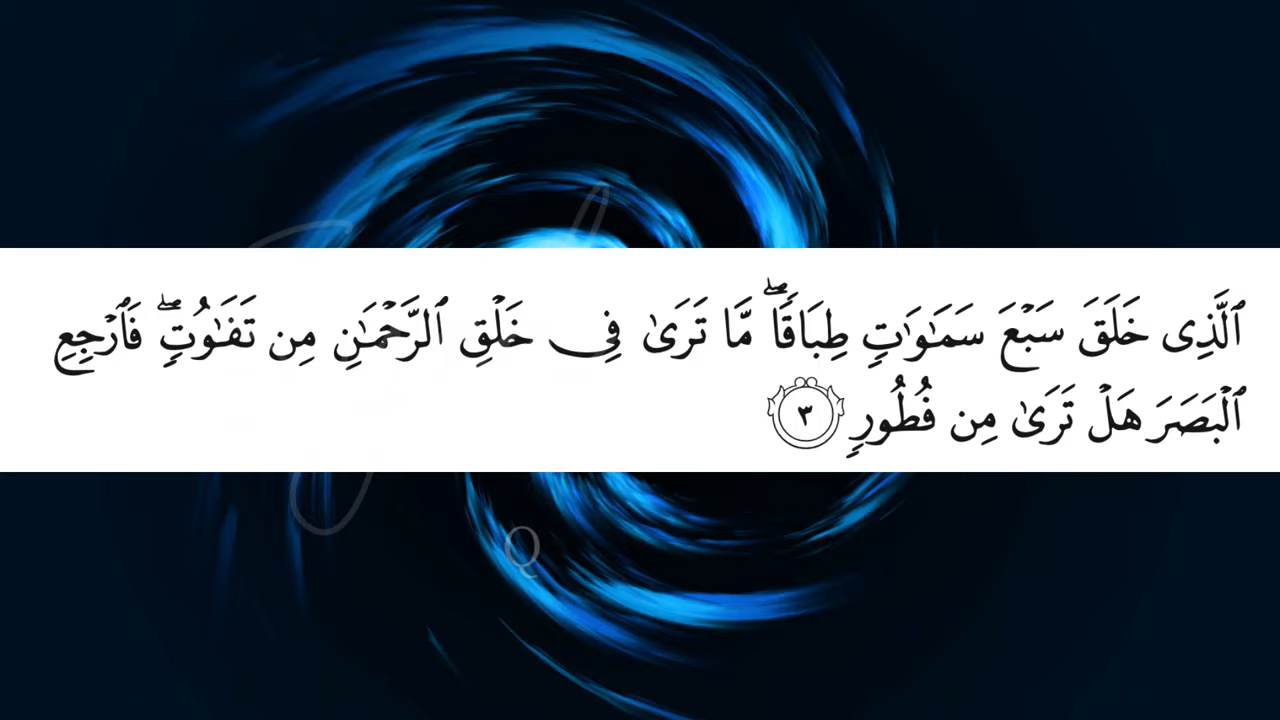 ٱلَّذِى خَلَقَ سَبْعَ سَمَـٰوَٰتٍ طِبَاقًا ۖ مَّا تَرَىٰ فِى خَلْقِ ٱلرَّحْمَـٰنِ مِن تَفَـٰوُتٍ ۖ فَٱرْجِعِ
ٱلْبَصَرَ هَلْ تَرَىٰ مِن فُطُورٍ ٣
Q